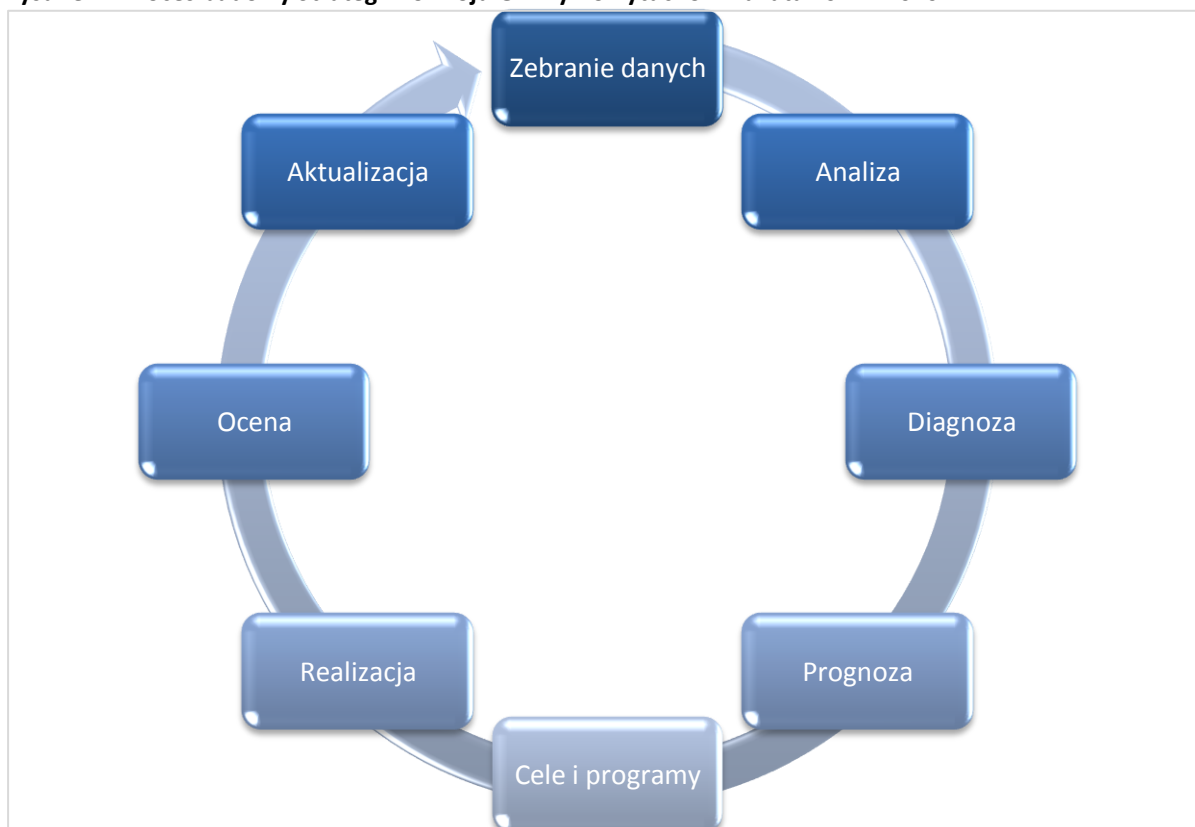 Zebranie danych
Analiza
Diagnoza
Prognoza
Cele i programy
Realizacja
Ocena
Aktualizacja